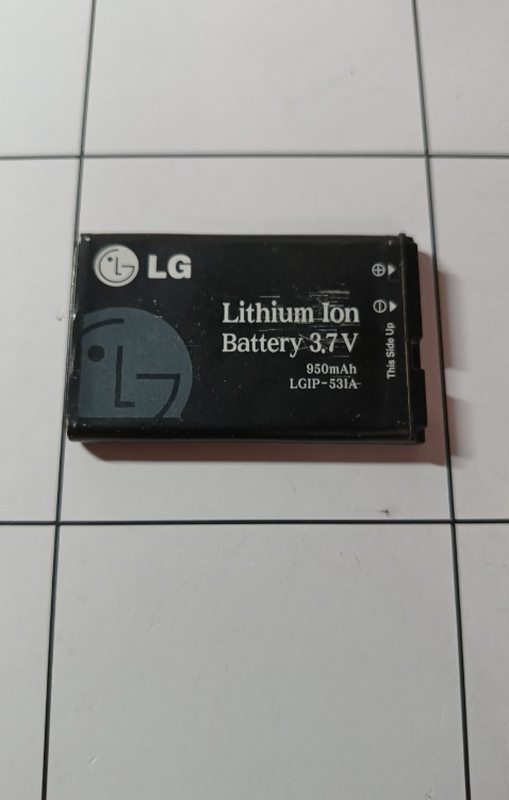 LG
Lithium Ion
Battery 3.7V
950mAh
LGIP-531A
This Side Up